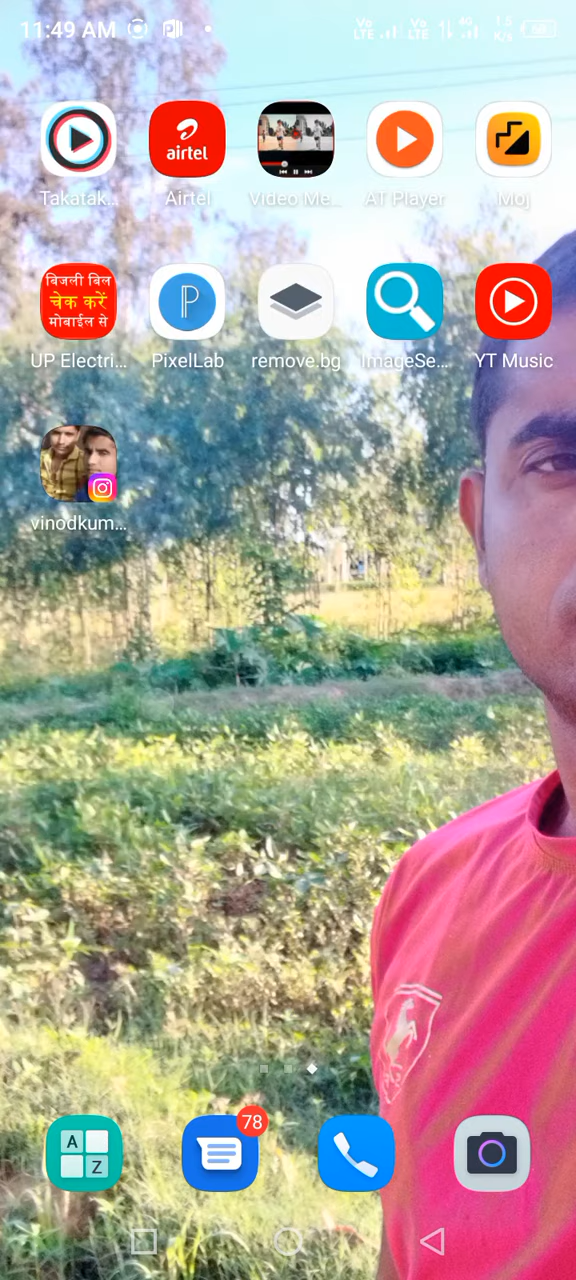 11:49 AM
Vo LTE Vo LTE 4G 1.5 K/s 68
airtel
Takatak...
Airtel
Video Me...
AT Player
Moj
बिजली बिल
चेक करें
मोबाईल से
UP Electri...
PixelLab
remove.bg
ImageSe...
YT Music
vinodkum...
78
A
Z